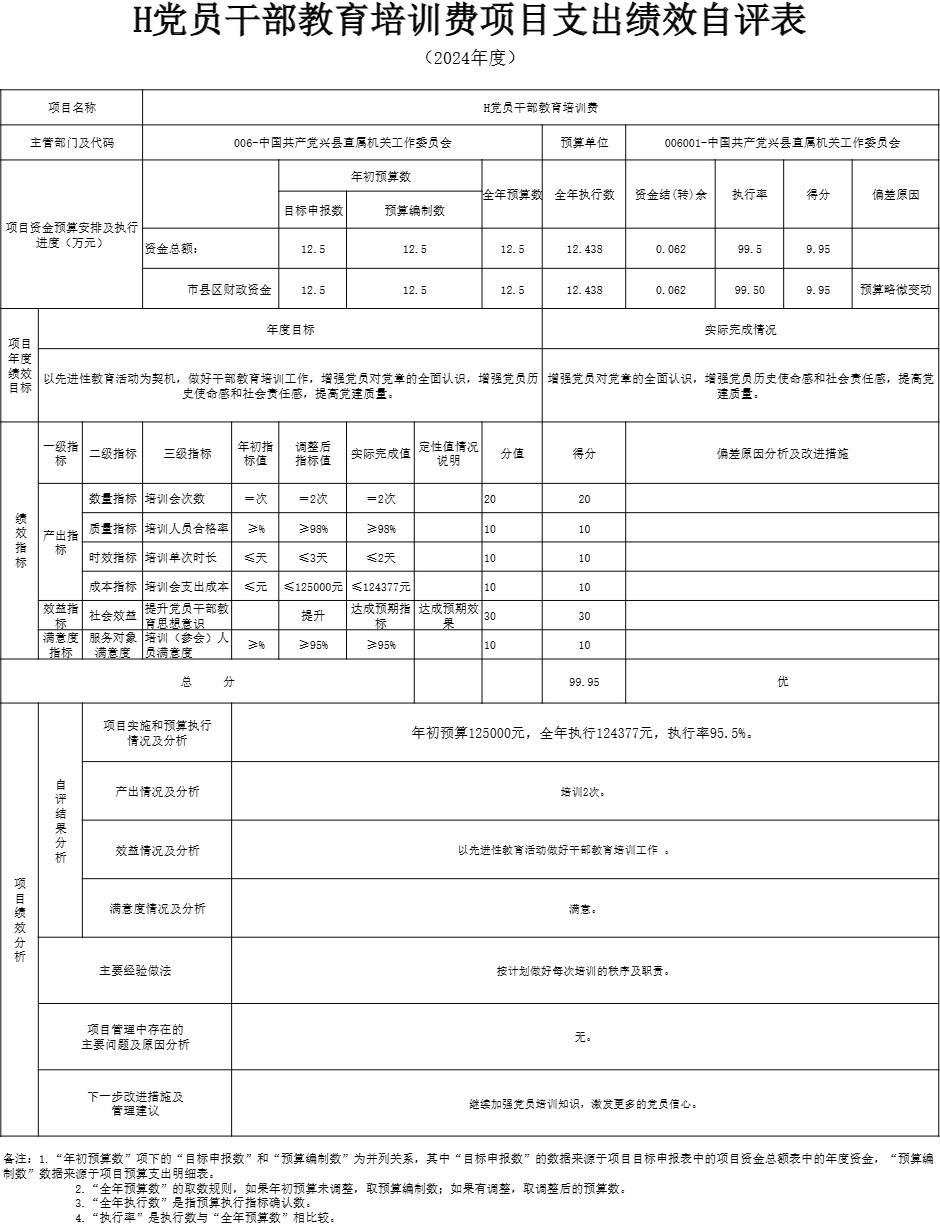 H党员干部教育培训费项目支出绩效自评表
（2024年度）
项目名称 H党员干部教育培训费
主管部门及代码 006-中国共产党兴县直属机关工作委员会 预算单位 006001-中国共产党兴县直属机关工作委员会
项目资金预算安排及执行
进度（万元）
年初预算数 全年预算数 全年执行数 资金结(转)余 执行率 得分 偏差原因
目标申报数 预算编制数
资金总额： 12.5 12.5 12.5 12.438 0.062 99.5 9.95
市县区财政资金 12.5 12.5 12.5 12.438 0.062 99.50 9.95 预算略微变动
项目
年度
绩效
目标
年度目标 实际完成情况
以先进性教育活动为契机，做好干部教育培训工作，增强党员对党章的全面认识，增强党员历
史使命感和社会责任感，提高党建质量。
增强党员对党章的全面认识，增强党员历史使命感和社会责任感，提高党
建质量。
绩
效
指
标
一级指
标
二级指标 三级指标
年初指
标值
调整后
指标值
实际完成值
定性值情况
说明
分值 得分 偏差原因分析及改进措施
产出指
标
数量指标 培训会次数 ＝次 ＝2次 ＝2次 20 20
质量指标 培训人员合格率 ≥% ≥98% ≥98% 10 10
时效指标 培训单次时长 ≤天 ≤3天 ≤2天 10 10
成本指标 培训会支出成本 ≤元 ≤125000元 ≤124377元 10 10
效益指
标
社会效益
提升党员干部教
育思想意识
提升
达成预期指
标
达成预期效
果
30 30
满意度
指标
服务对象
满意度
培训（参会）人
员满意度
≥% ≥95% ≥95% 10 10
总 分 99.95 优
项
目
绩
效
分
析
自
评
结
果
分
析
项目实施和预算执行
情况及分析
年初预算125000元，全年执行124377元，执行率95.5%。
产出情况及分析 培训2次。
效益情况及分析 以先进性教育活动做好干部教育培训工作 。
满意度情况及分析 满意。
主要经验做法 按计划做好每次培训的秩序及职责。
项目管理中存在的
主要问题及原因分析
无。
下一步改进措施及
管理建议
继续加强党员培训知识，激发更多的党员信心。
备注：1.“年初预算数”项下的“目标申报数”和“预算编制数”为并列关系，其中“目标申报数”的数据来源于项目目标申报表中的项目资金总额表中的年度资金，“预算编
制数”数据来源于项目预算支出明细表。
2.“全年预算数”的取数规则，如果年初预算未调整，取预算编制数；如果有调整，取调整后的预算数。
3.“全年执行数”是指预算执行指标确认数。
4.“执行率”是执行数与“全年预算数”相比较。